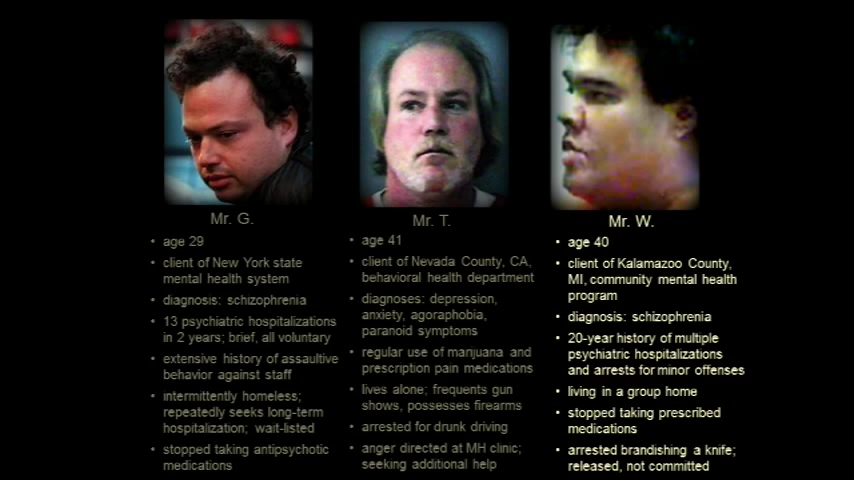 Mr. G.
• age 29
• client of New York state
mental health system
• diagnosis: schizophrenia
• 13 psychiatric hospitalizations
in 2 years; brief, all voluntary
• extensive history of assaultive
behavior against staff
• intermittently homeless;
repeatedly seeks long-term
hospitalization; wait-listed
• stopped taking antipsychotic
medications
Mr. T.
• age 41
• client of Nevada County, CA,
behavioral health department
• diagnoses: depression,
anxiety, agoraphobia,
paranoid symptoms
• regular use of marijuana and
prescription pain medications
• lives alone; frequents gun
shows, possesses firearms
• arrested for drunk driving
• anger directed at MH clinic;
seeking additional help
Mr. W.
• age 40
• client of Kalamazoo County,
MI, community mental health
program
• diagnosis: schizophrenia
• 20-year history of multiple
psychiatric hospitalizations
and arrests for minor offenses
• living in a group home
• stopped taking prescribed
medications
• arrested brandishing a knife;
released, not committed